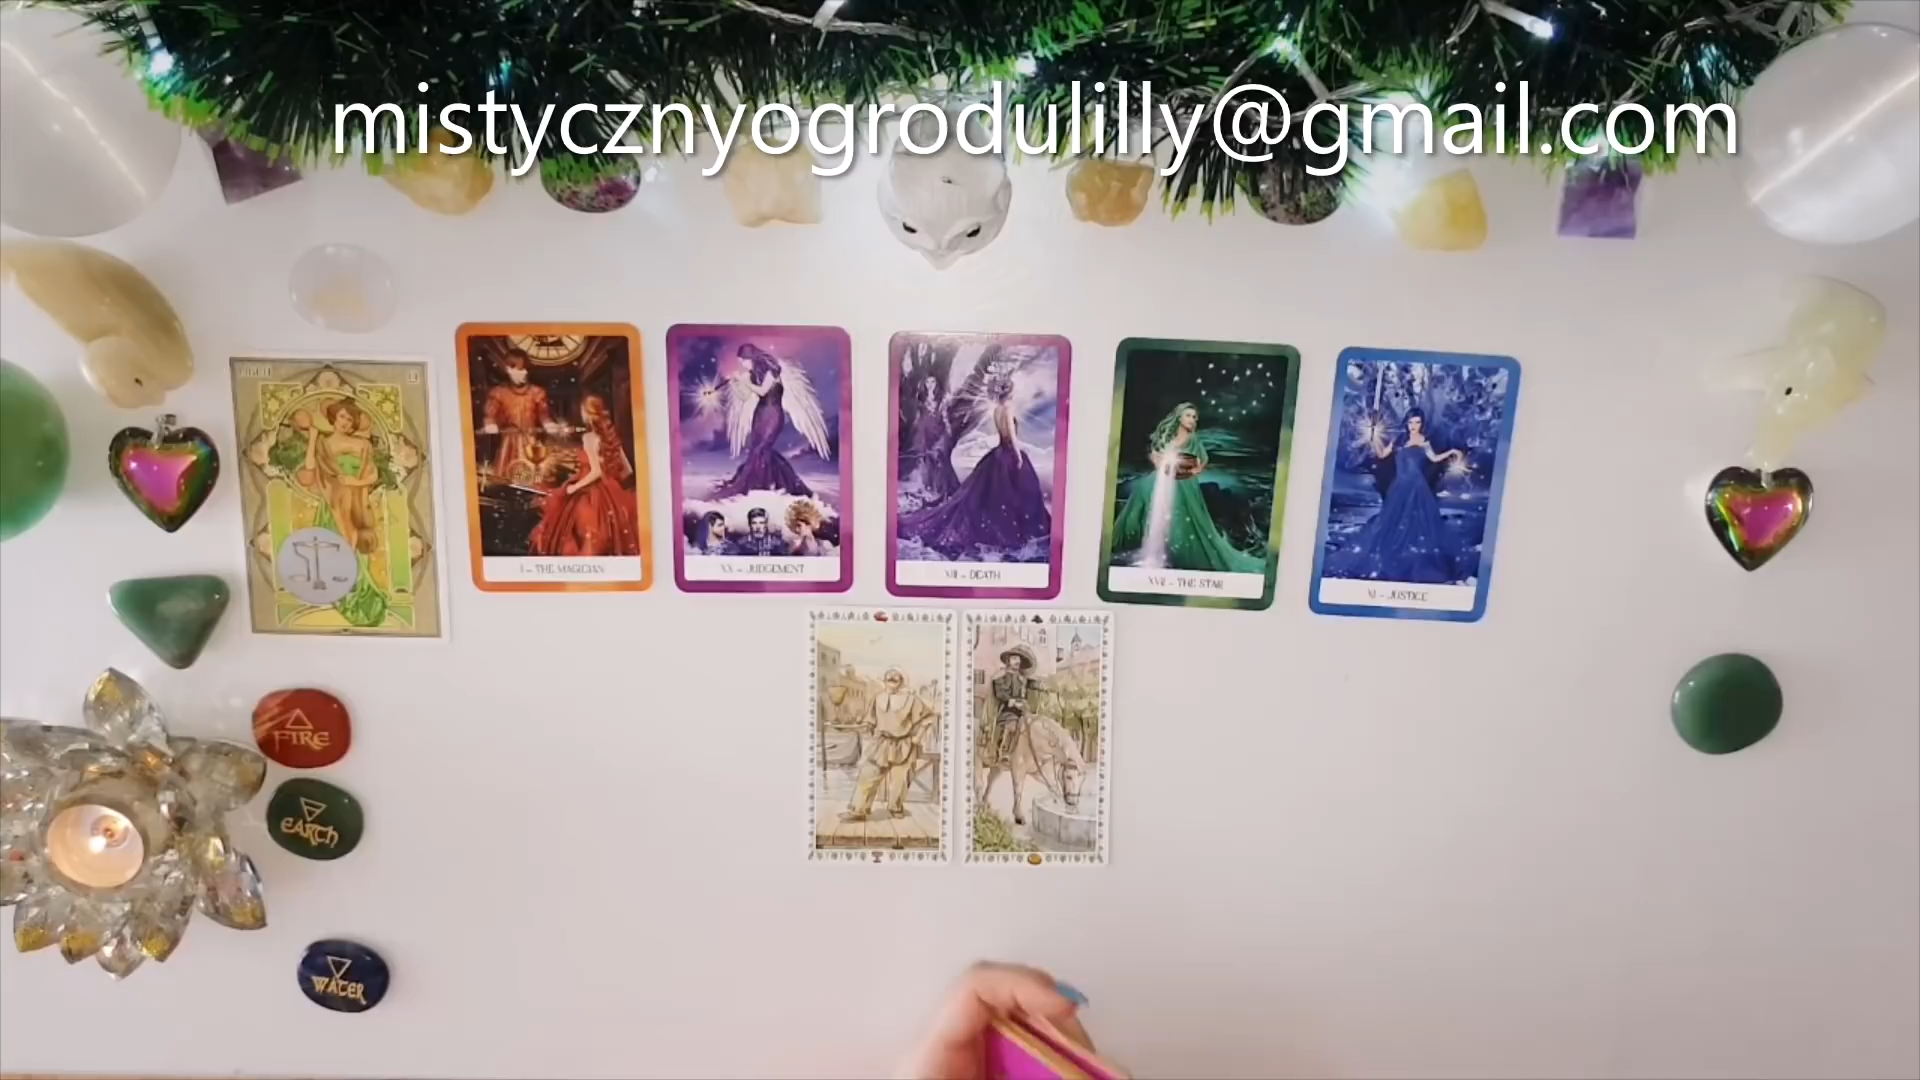 mistycznyogrodulilly@gmail.com
I – THE MAGICIAN
XX – JUDGEMENT
XIII – DEATH
XVII – THE STAR
XI – JUSTICE
FIRE
EARTH
WATER